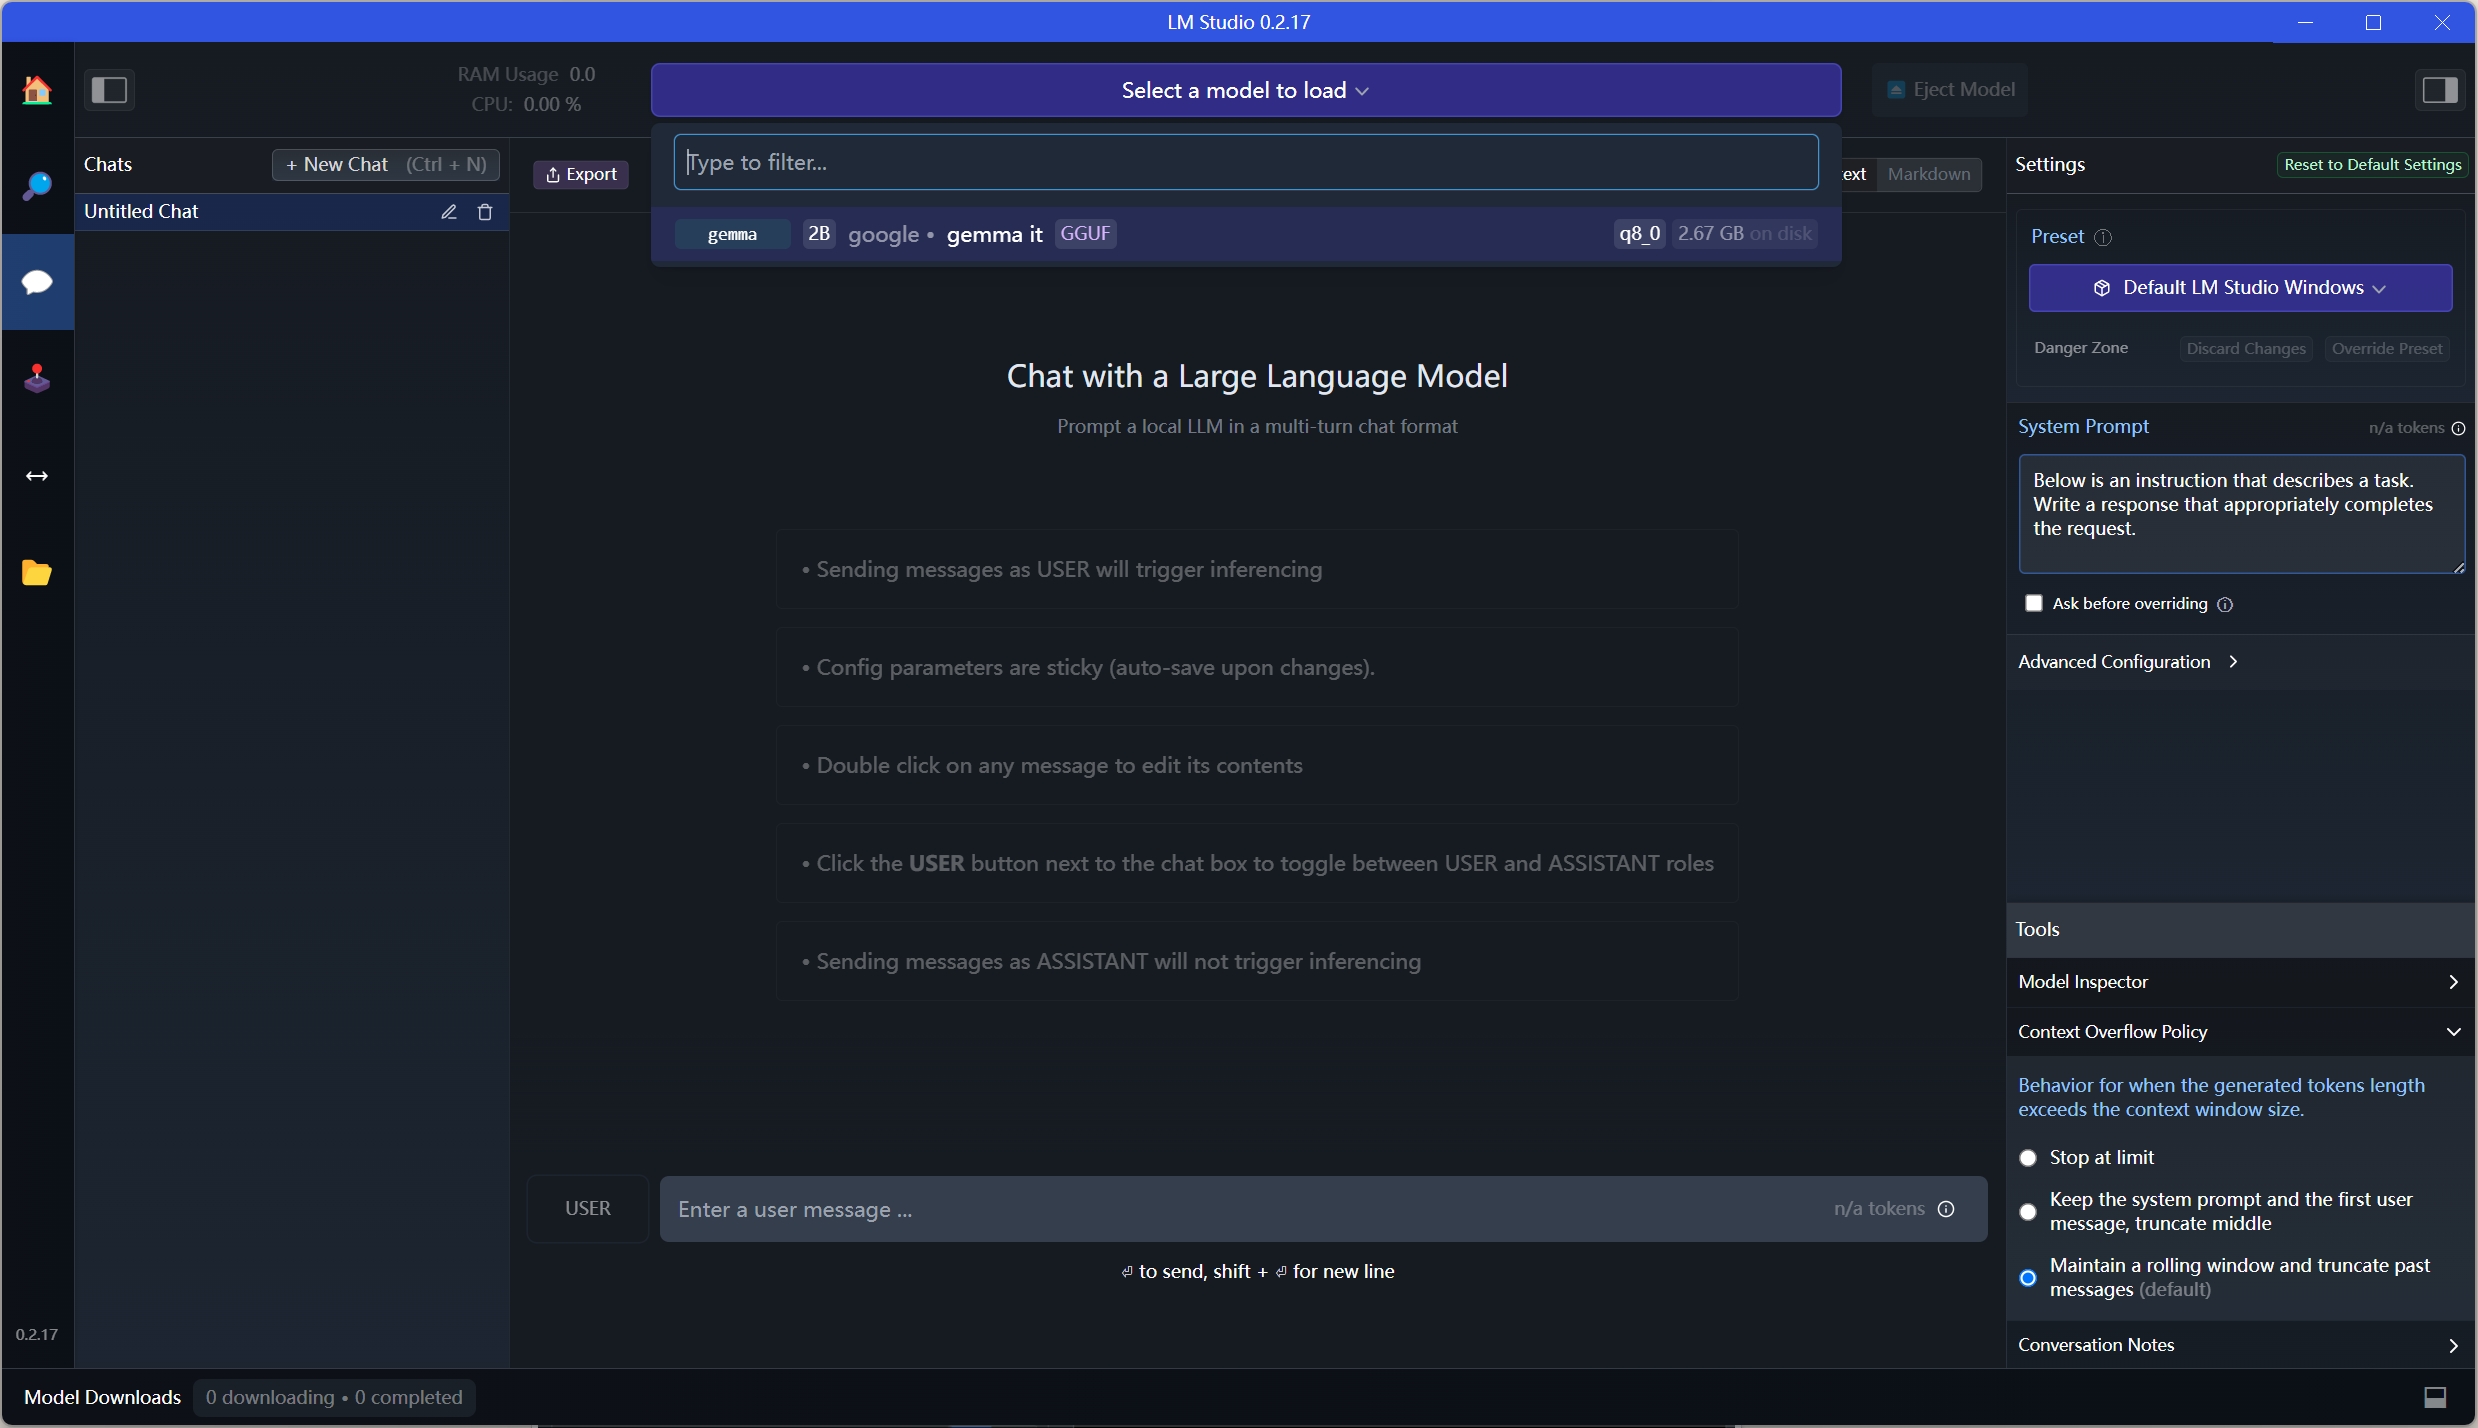 LM Studio 0.2.17
RAM Usage 0.0
CPU: 0.00 %
Select a model to load
Eject Model
Chats
+ New Chat (Ctrl + N)
Untitled Chat
Export
Type to filter...
ext
Markdown
gemma 2B google • gemma it GGUF q8_0 2.67 GB on disk
Chat with a Large Language Model
Prompt a local LLM in a multi-turn chat format
• Sending messages as USER will trigger inferencing
• Config parameters are sticky (auto-save upon changes).
• Double click on any message to edit its contents
• Click the USER button next to the chat box to toggle between USER and ASSISTANT roles
• Sending messages as ASSISTANT will not trigger inferencing
USER
Enter a user message ...
n/a tokens
⏎ to send, shift + ⏎ for new line
Settings
Reset to Default Settings
Preset
Default LM Studio Windows
Danger Zone
Discard Changes
Override Preset
System Prompt
n/a tokens
Below is an instruction that describes a task.
Write a response that appropriately completes
the request.
Ask before overriding
Advanced Configuration
Tools
Model Inspector
Context Overflow Policy
Behavior for when the generated tokens length
exceeds the context window size.
Stop at limit
Keep the system prompt and the first user
message, truncate middle
Maintain a rolling window and truncate past
messages (default)
Conversation Notes
0.2.17
Model Downloads
0 downloading • 0 completed